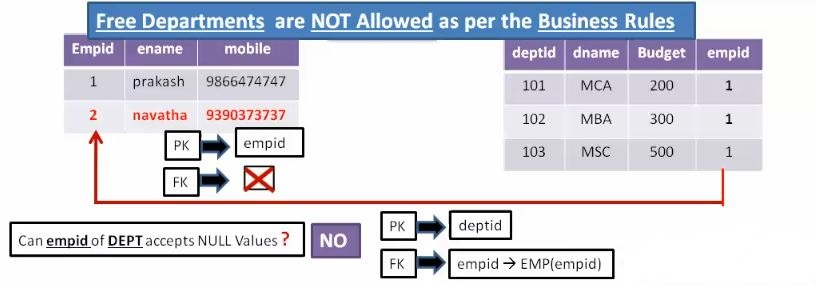 Free Departments are NOT Allowed as per the Business Rules
Empid ename mobile
1 prakash 9866474747
2 navatha 9390373737
deptid dname Budget empid
101 MCA 200 1
102 MBA 300 1
103 MSC 500 1
PK empid
FK
Can empid of DEPT accepts NULL Values ? NO
PK deptid
FK empid → EMP(empid)